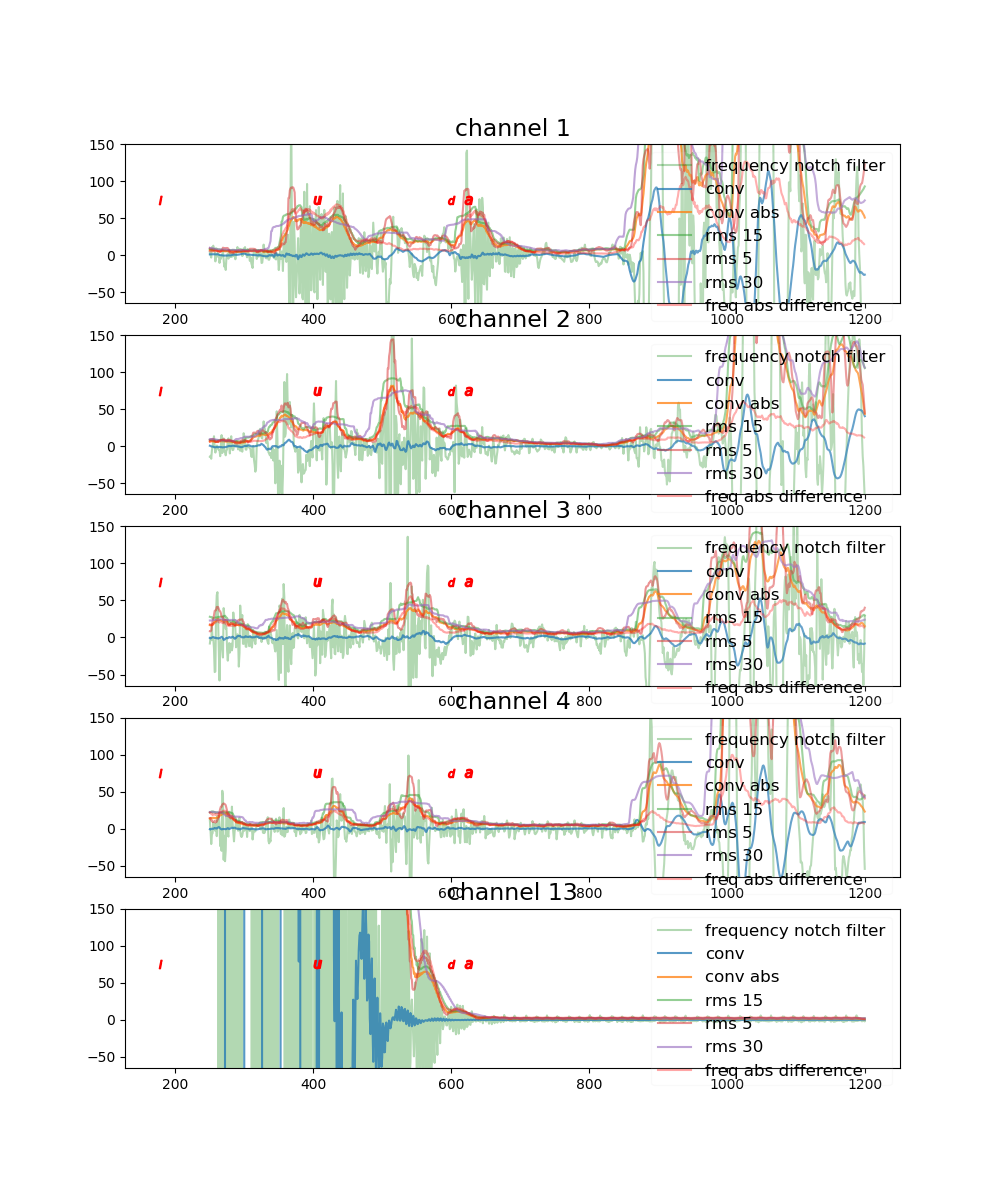 channel 1
150
100
50
0
−50
l
u
d
a
frequency notch filter
conv
conv abs
rms 15
rms 5
rms 30
freq abs difference
200
400
600
800
1000
1200
channel 2
150
100
50
0
−50
l
u
d
a
frequency notch filter
conv
conv abs
rms 15
rms 5
rms 30
freq abs difference
200
400
600
800
1000
1200
channel 3
150
100
50
0
−50
l
u
d
a
frequency notch filter
conv
conv abs
rms 15
rms 5
rms 30
freq abs difference
200
400
600
800
1000
1200
channel 4
150
100
50
0
−50
l
u
d
a
frequency notch filter
conv
conv abs
rms 15
rms 5
rms 30
freq abs difference
200
400
600
800
1000
1200
channel 13
150
100
50
0
−50
l
u
d
a
frequency notch filter
conv
conv abs
rms 15
rms 5
rms 30
freq abs difference
200
400
600
800
1000
1200